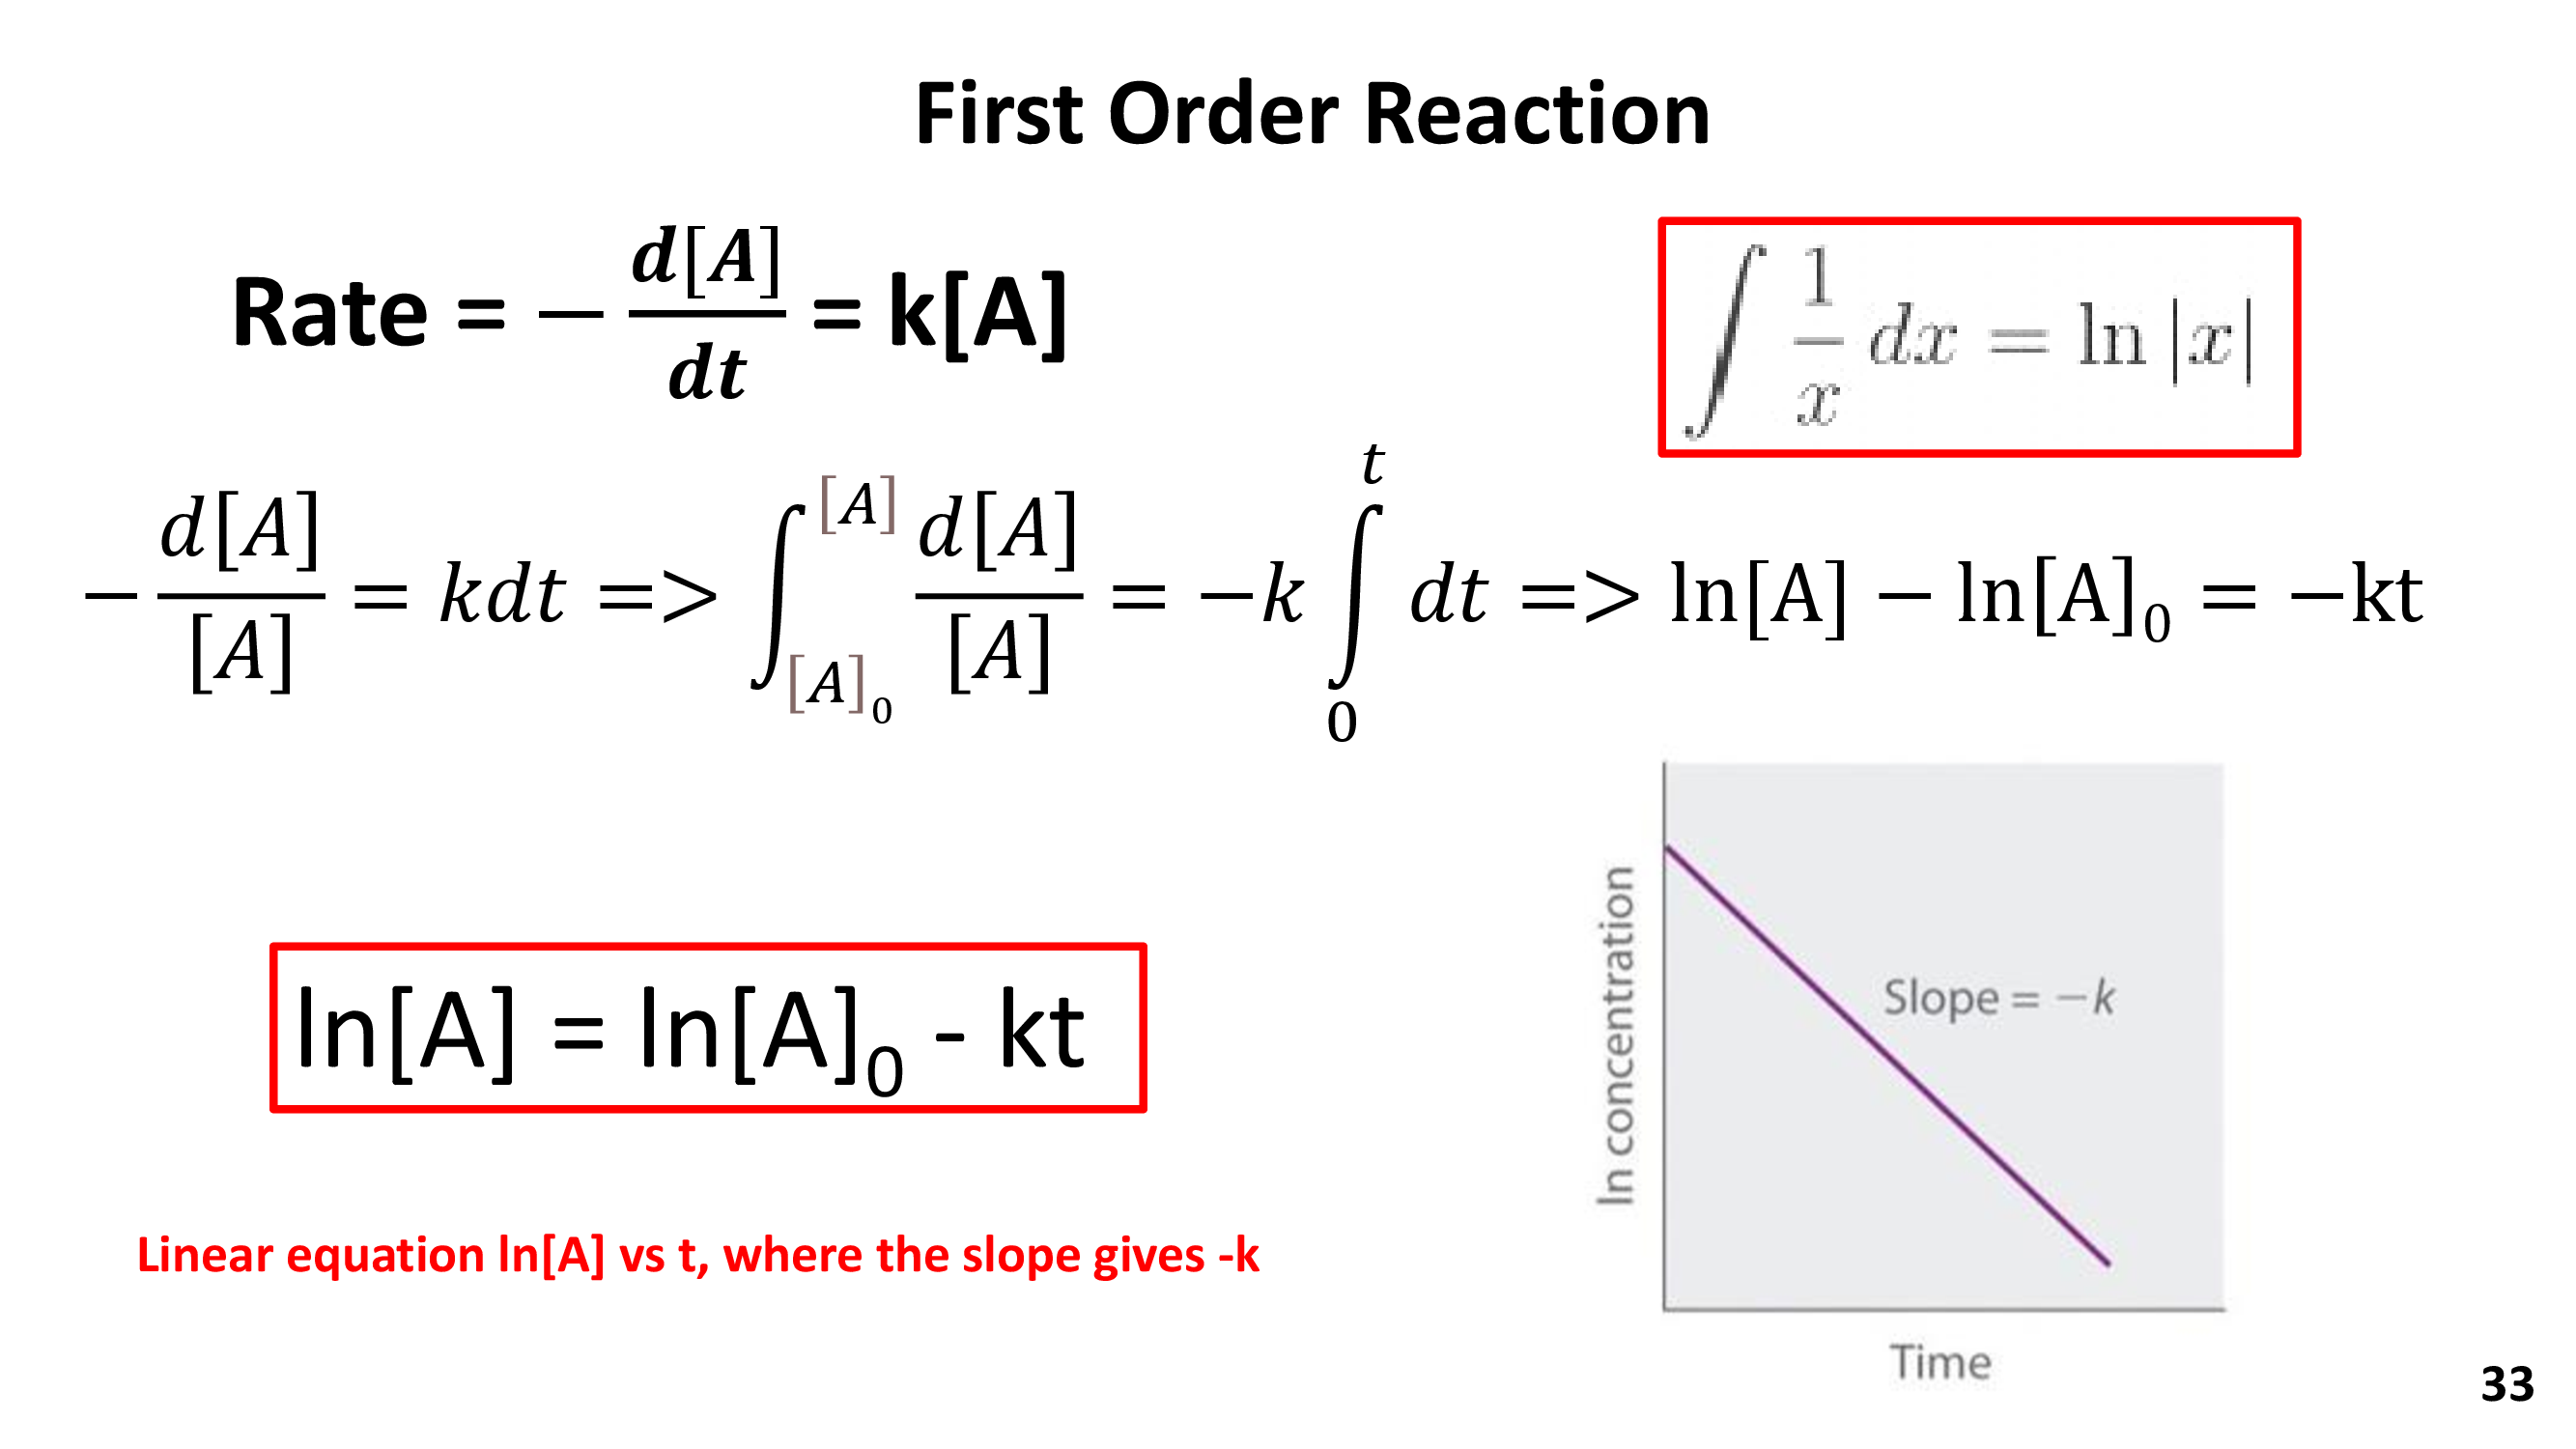 First Order Reaction
Rate = − d[A]/dt = k[A]
∫ 1/x dx = ln |x|
− d[A]/[A] = kdt => ∫_[A]₀^[A] d[A]/[A] = −k ∫_0^t dt => ln[A] − ln[A]₀ = −kt
ln[A] = ln[A]₀ - kt
Linear equation ln[A] vs t, where the slope gives -k
ln concentration
Slope = −k
Time
33